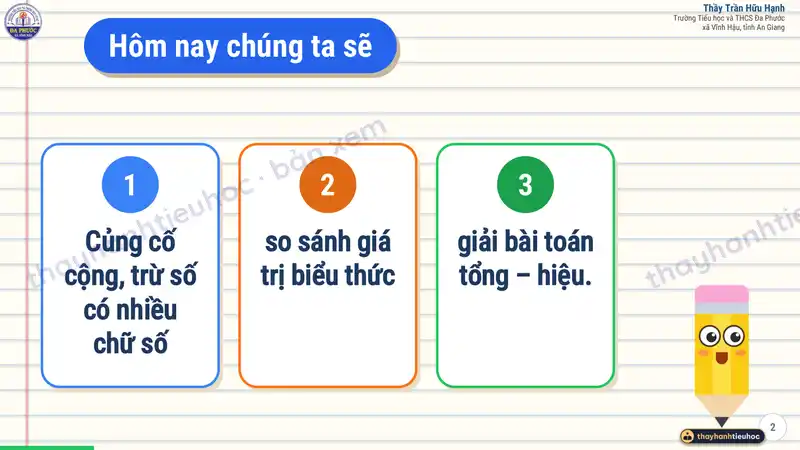 Thầy Trần Hữu Hạnh
Trường Tiểu học và THCS Đa Phước
xã Vĩnh Hậu, tỉnh An Giang
ĐA PHƯỚC
Hôm nay chúng ta sẽ
1
Củng cố
cộng, trừ số
có nhiều
chữ số
2
so sánh giá
trị biểu thức
3
giải bài toán
tổng – hiệu.
thayhanhtieuhoc · bản xem
thayhanhtie
thayhanhtieuhoc
2